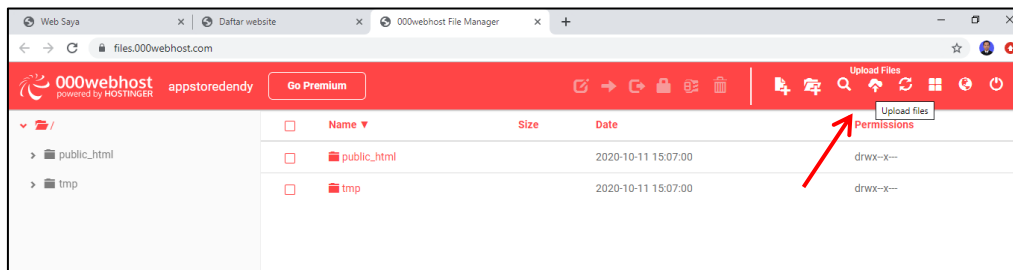 Web Saya
Daftar website
000webhost File Manager
files.000webhost.com
000webhost
powered by HOSTINGER
appstoredendy
Go Premium
Upload Files
Upload files
/
public_html
tmp
Name ▼ Size Date Permissions
public_html 2020-10-11 15:07:00 drwx--x---
tmp 2020-10-11 15:07:00 drwx--x---